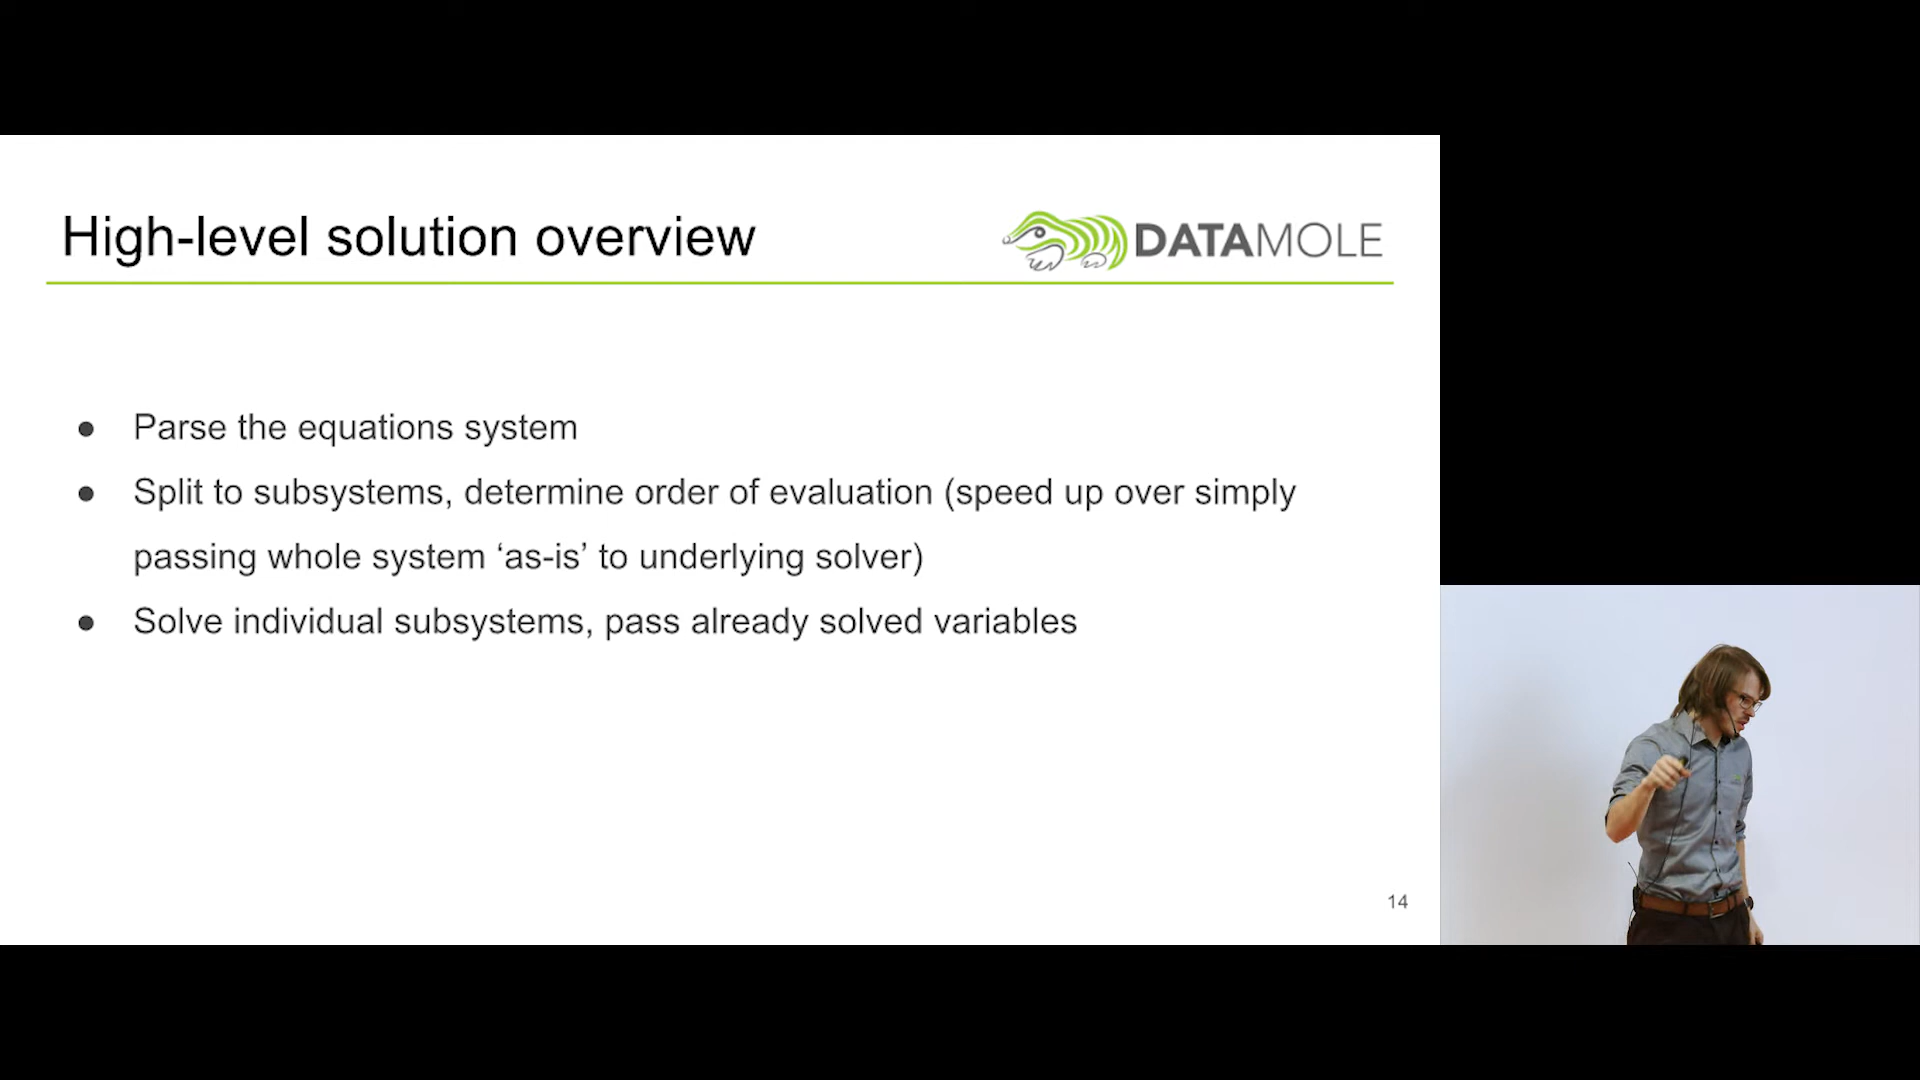 High-level solution overview
DATAMOLE
● Parse the equations system
● Split to subsystems, determine order of evaluation (speed up over simply
passing whole system ‘as-is’ to underlying solver)
● Solve individual subsystems, pass already solved variables
14